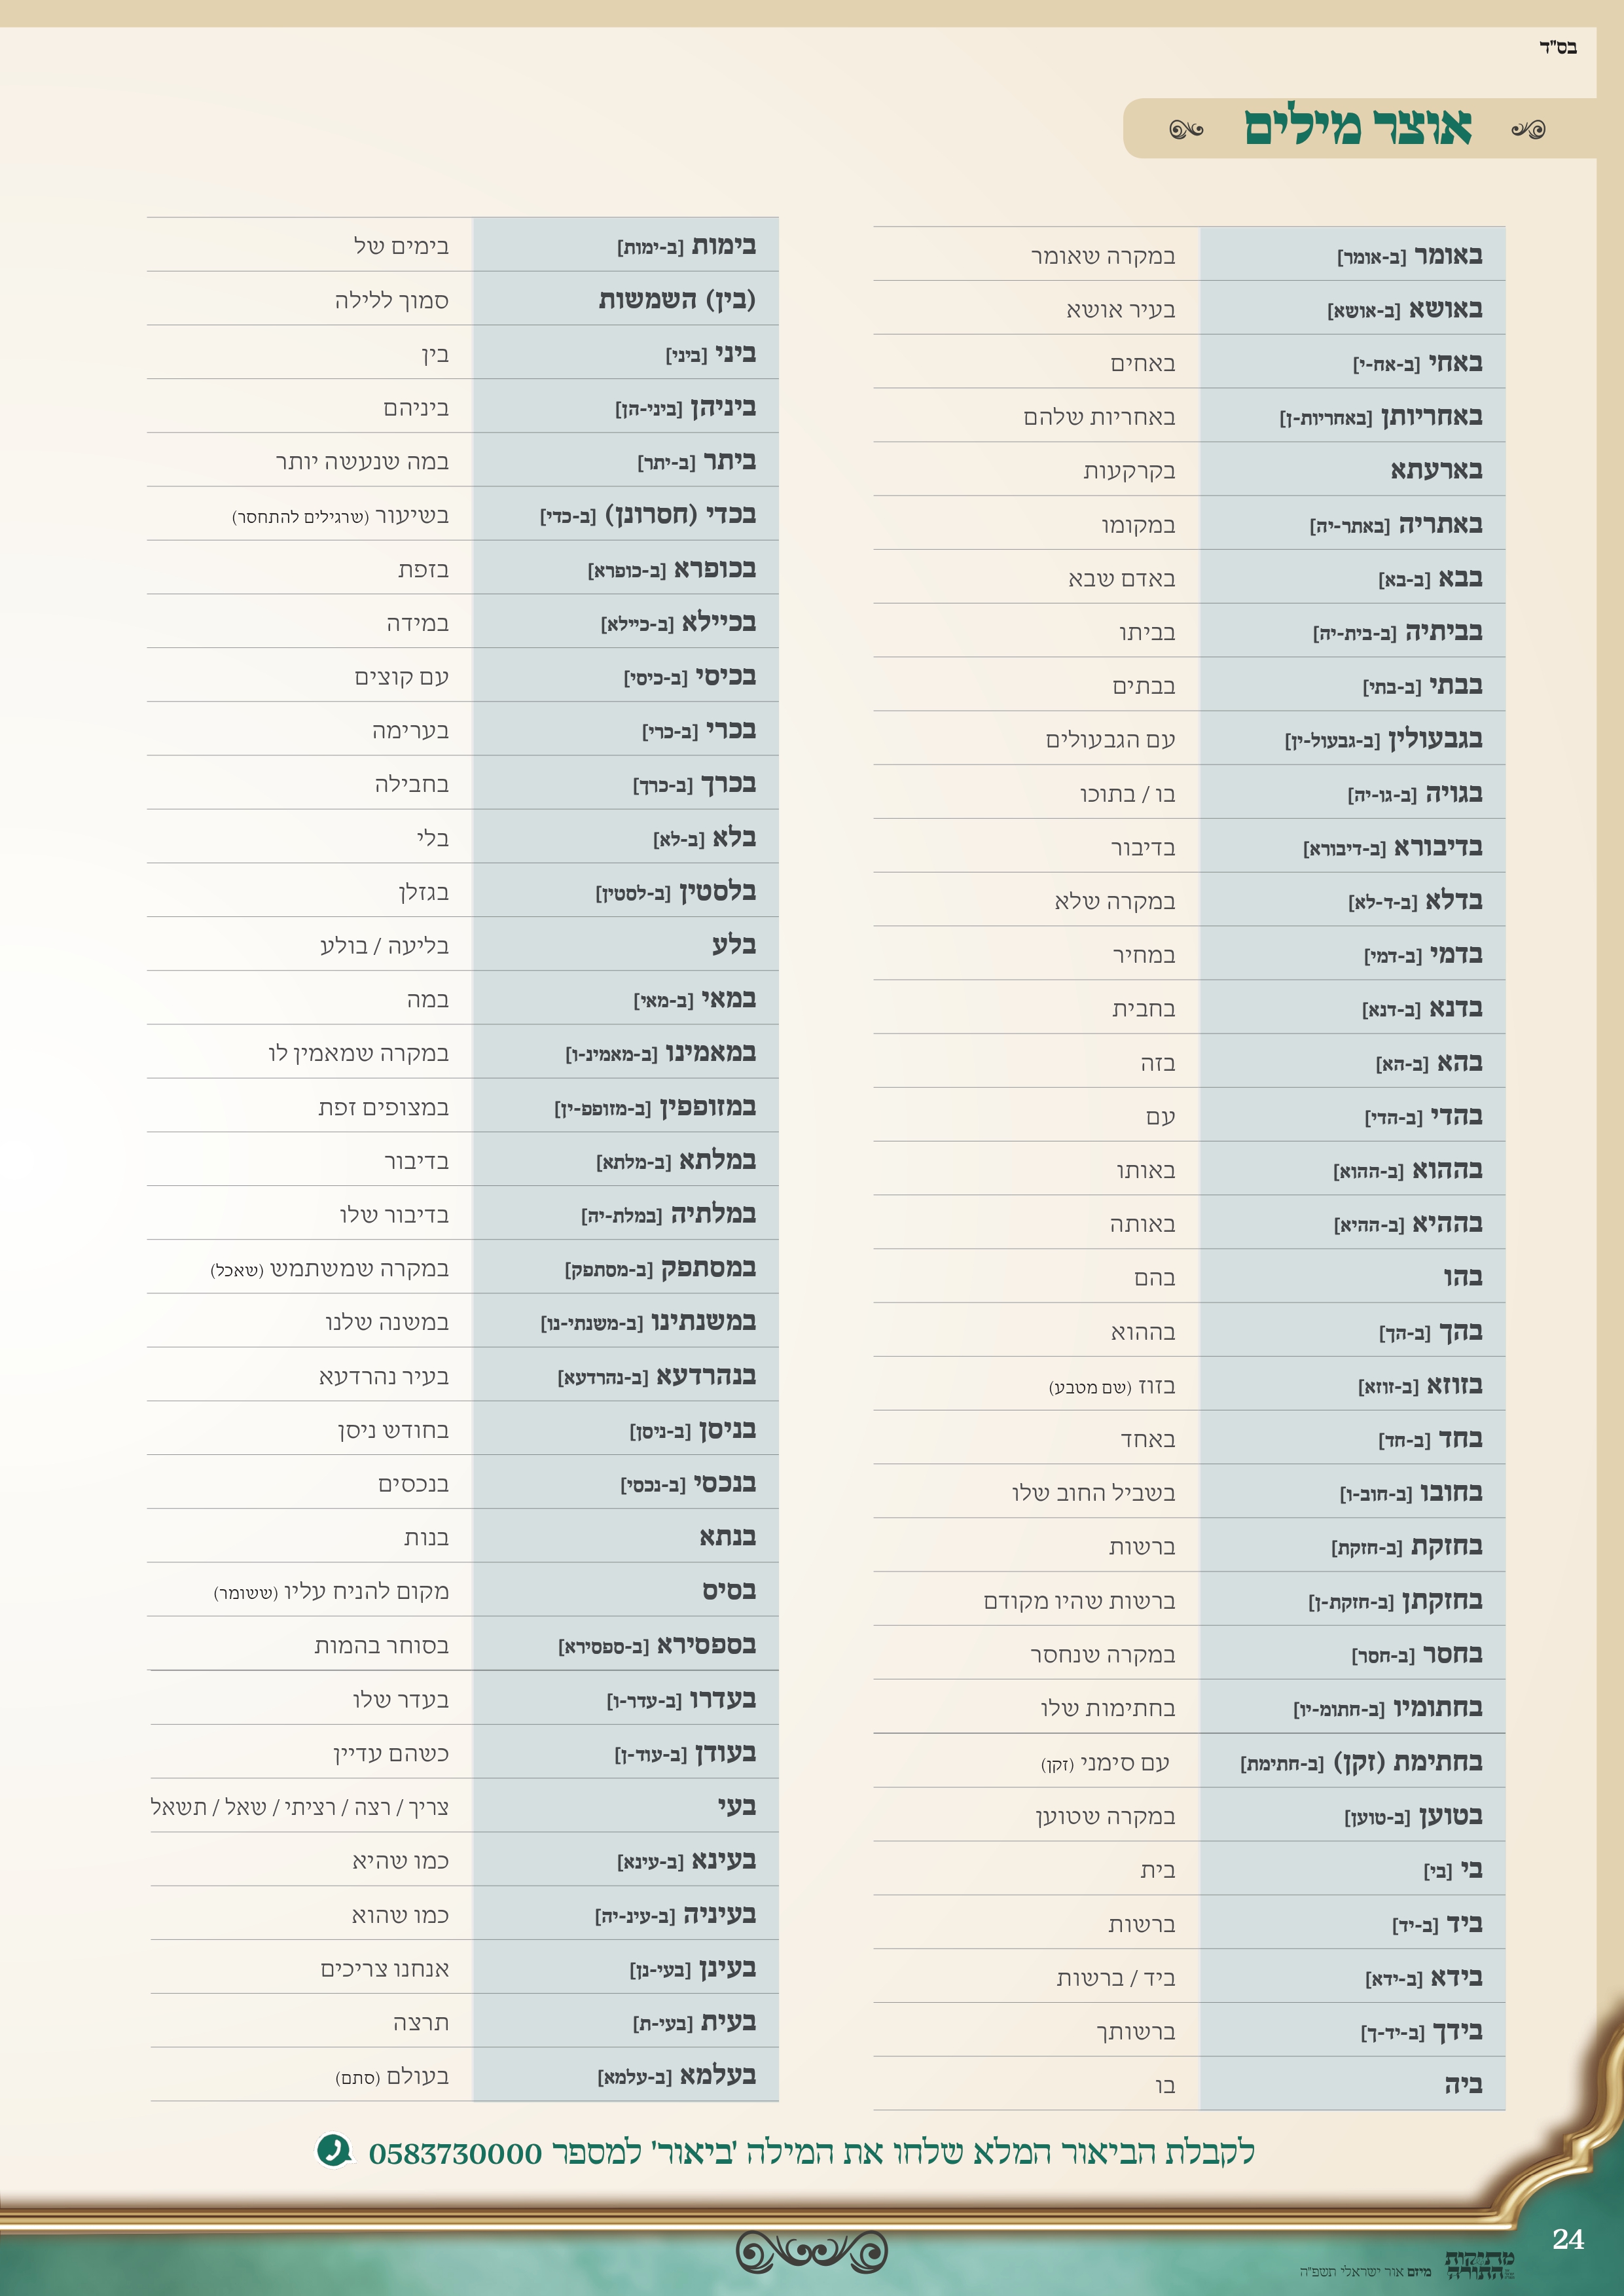 בס"ד
אוצר מילים
באומר [ב-אומר] במקרה שאומר
באושא [ב-אושא] בעיר אושא
באחי [ב-אח-י] באחים
באחריותן [באחריות-ן] באחריות שלהם
בארעתא בקרקעות
באתריה [באתר-יה] במקומו
בבא [ב-בא] באדם שבא
בביתיה [ב-בית-יה] בביתו
בבתי [ב-בתי] בבתים
בגבעולין [ב-גבעול-ין] עם הגבעולים
בגויה [ב-גו-יה] בו / בתוכו
בדיבורא [ב-דיבורא] בדיבור
בדלא [ב-ד-לא] במקרה שלא
בדמי [ב-דמי] במחיר
בדנא [ב-דנא] בחבית
בהא [ב-הא] בזה
בהדי [ב-הדי] עם
בההוא [ב-ההוא] באותו
בההיא [ב-ההיא] באותה
בהו בהם
בהך [ב-הך] בההוא
בזוזא [ב-זוזא] בזוז (שם מטבע)
בחד [ב-חד] באחד
בחובו [ב-חוב-ו] בשביל החוב שלו
בחזקת [ב-חזקת] ברשות
בחזקתן [ב-חזקת-ן] ברשות שהיו מקודם
בחסר [ב-חסר] במקרה שנחסר
בחתומיו [ב-חתומ-יו] בחתימות שלו
בחתימת (זקן) [ב-חתימת] עם סימני (זקן)
בטוען [ב-טוען] במקרה שטוען
בי [בי] בית
ביד [ב-יד] ברשות
בידא [ב-ידא] ביד / ברשות
בידך [ב-יד-ך] ברשותך
ביה בו
בימות [ב-ימות] בימים של
(בין) השמשות סמוך ללילה
ביני [ביני] בין
ביניהן [ביני-הן] ביניהם
ביתר [ב-יתר] במה שנעשה יותר
בכדי (חסרונן) [ב-כדי] בשיעור (שרגילים להתחסר)
בכופרא [ב-כופרא] בזפת
בכיילא [ב-כיילא] במידה
בכיסי [ב-כיסי] עם קוצים
בכרי [ב-כרי] בערימה
בכרך [ב-כרך] בחבילה
בלא [ב-לא] בלי
בלסטין [ב-לסטין] בגזלן
בלע בליעה / בולע
במאי [ב-מאי] במה
במאמינו [ב-מאמינ-ו] במקרה שמאמין לו
במזופפין [ב-מזופפ-ין] במצופים זפת
במלתא [ב-מלתא] בדיבור
במלתיה [במלת-יה] בדיבור שלו
במסתפק [ב-מסתפק] במקרה שמשתמש (שאכל)
במשנתינו [ב-משנתי-נו] במשנה שלנו
בנהרדעא [ב-נהרדעא] בעיר נהרדעא
בניסן [ב-ניסן] בחודש ניסן
בנכסי [ב-נכסי] בנכסים
בנתא בנות
בסיס מקום להניח עליו (ששומר)
בספסירא [ב-ספסירא] בסוחר בהמות
בעדרו [ב-עדר-ו] בעדר שלו
בעודן [ב-עוד-ן] כשהם עדיין
בעי צריך / רצה / רציתי / שאל / תשאל
בעינא [ב-עינא] כמו שהיא
בעיניה [ב-עינ-יה] כמו שהוא
בעינן [בעי-נן] אנחנו צריכים
בעית [בעי-ת] תרצה
בעלמא [ב-עלמא] בעולם (סתם)
לקבלת הביאור המלא שלחו את המילה 'ביאור' למספר 0583730000
24
מתיקות התורה
מיזם אור ישראלי תשפ"ה